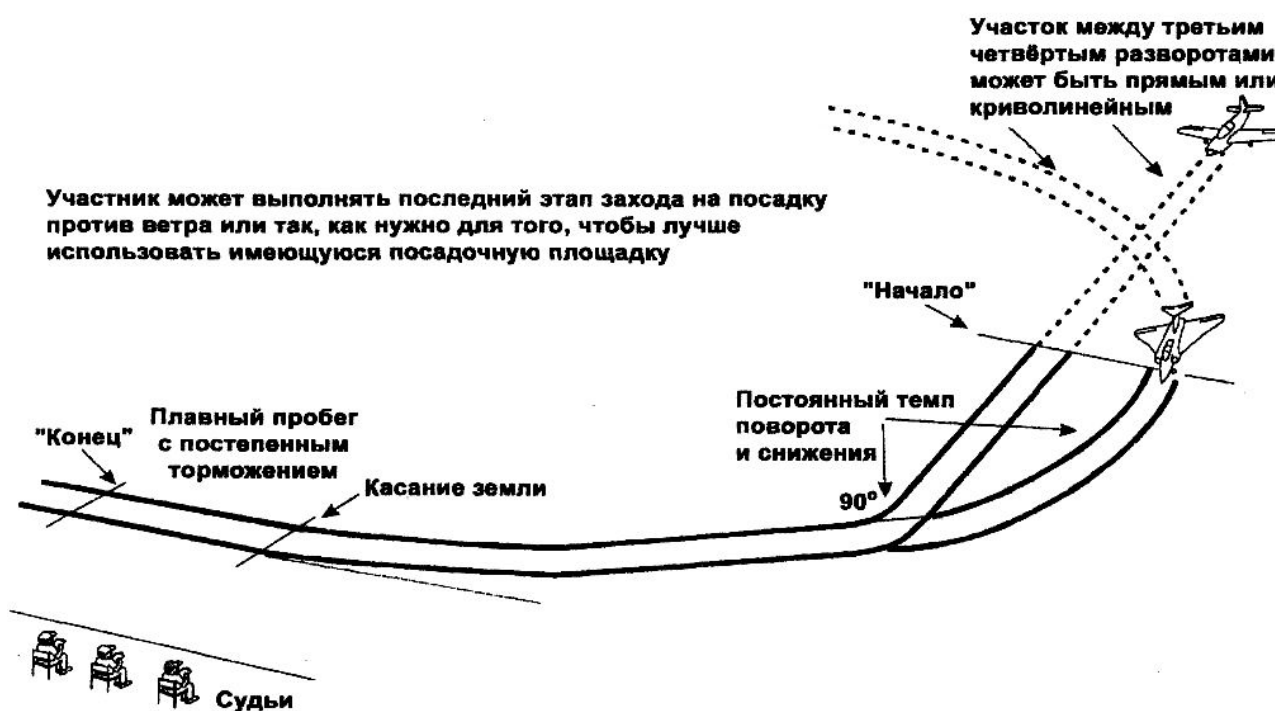 Участок между третьим
четвёртым разворотами
может быть прямым или
криволинейным
Участник может выполнять последний этап захода на посадку
против ветра или так, как нужно для того, чтобы лучше
использовать имеющуюся посадочную площадку
"Начало"
Постоянный темп
поворота
и снижения
90°
"Конец"
Плавный пробег
с постепенным
торможением
Касание земли
Судьи